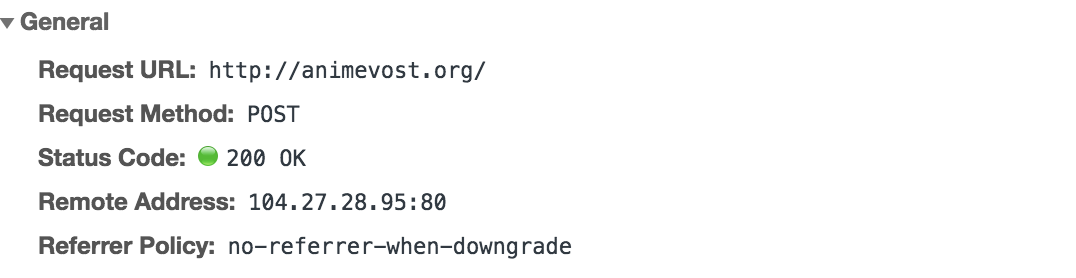 General
Request URL: http://animevost.org/
Request Method: POST
Status Code: 200 OK
Remote Address: 104.27.28.95:80
Referrer Policy: no-referrer-when-downgrade